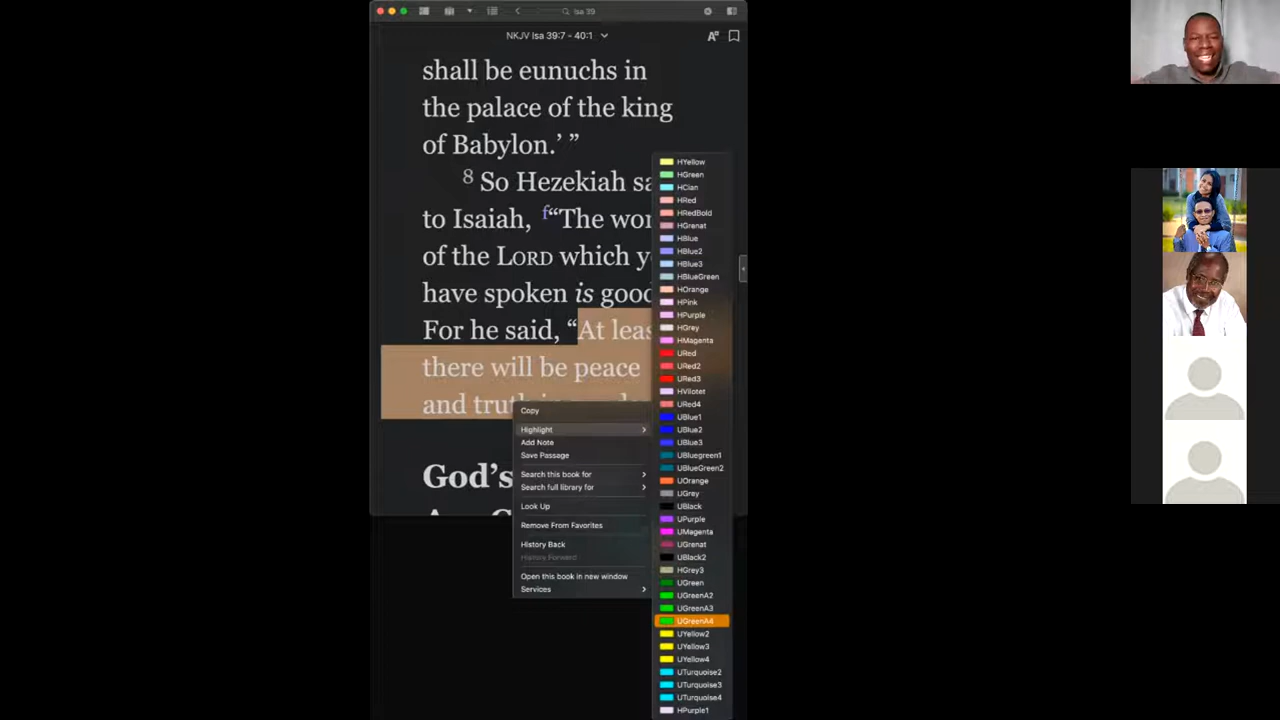 Isa 39
NKJV Isa 39:7 - 40:1
shall be eunuchs in
the palace of the king
of Babylon.’ ”
8 So Hezekiah sa
to Isaiah, f“The wor
of the LORD which y
have spoken is good
For he said, “At leas
there will be peace
and truth
God’s
Copy
Highlight
Add Note
Save Passage
Search this book for
Search full library for
Look Up
Remove From Favorites
History Back
History Forward
Open this book in new window
Services
HYellow
HGreen
HCian
HRed
HRedBold
HGrenat
HBlue
HBlue2
HBlue3
HBlueGreen
HOrange
HPink
HPurple
HGrey
HMagenta
URed
URed2
URed3
HVilotet
URed4
UBlue1
UBlue2
UBlue3
UBluegreen1
UBlueGreen2
UOrange
UGrey
UBlack
UPurple
UMagenta
UGrenat
UBlack2
HGrey3
UGreen
UGreenA2
UGreenA3
UGreenA4
UYellow2
UYellow3
UYellow4
UTurquoise2
UTurquoise3
UTurquoise4
HPurple1